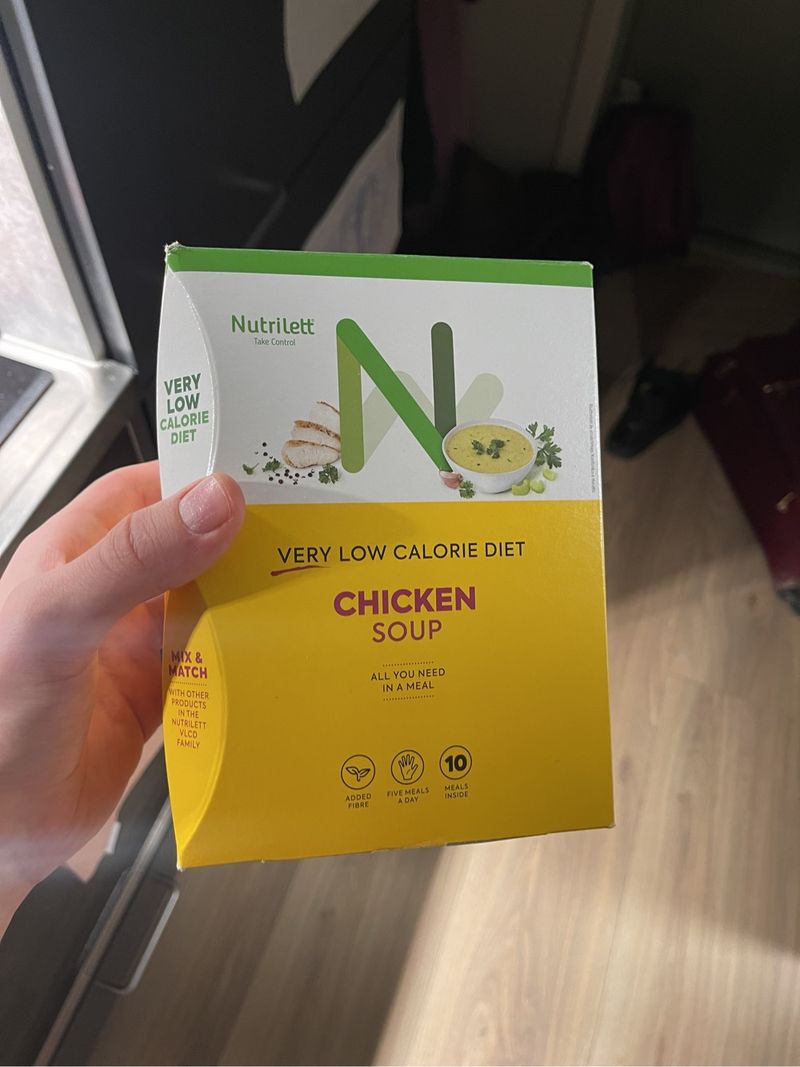 Nutrilett®
Take Control
VERY
LOW
CALORIE
DIET
VERY LOW CALORIE DIET
CHICKEN
SOUP
ALL YOU NEED
IN A MEAL
MIX &
MATCH
WITH OTHER
PRODUCTS
IN THE
NUTRILETT
VLCD
FAMILY
ADDED
FIBRE
FIVE MEALS
A DAY
10
MEALS
INSIDE